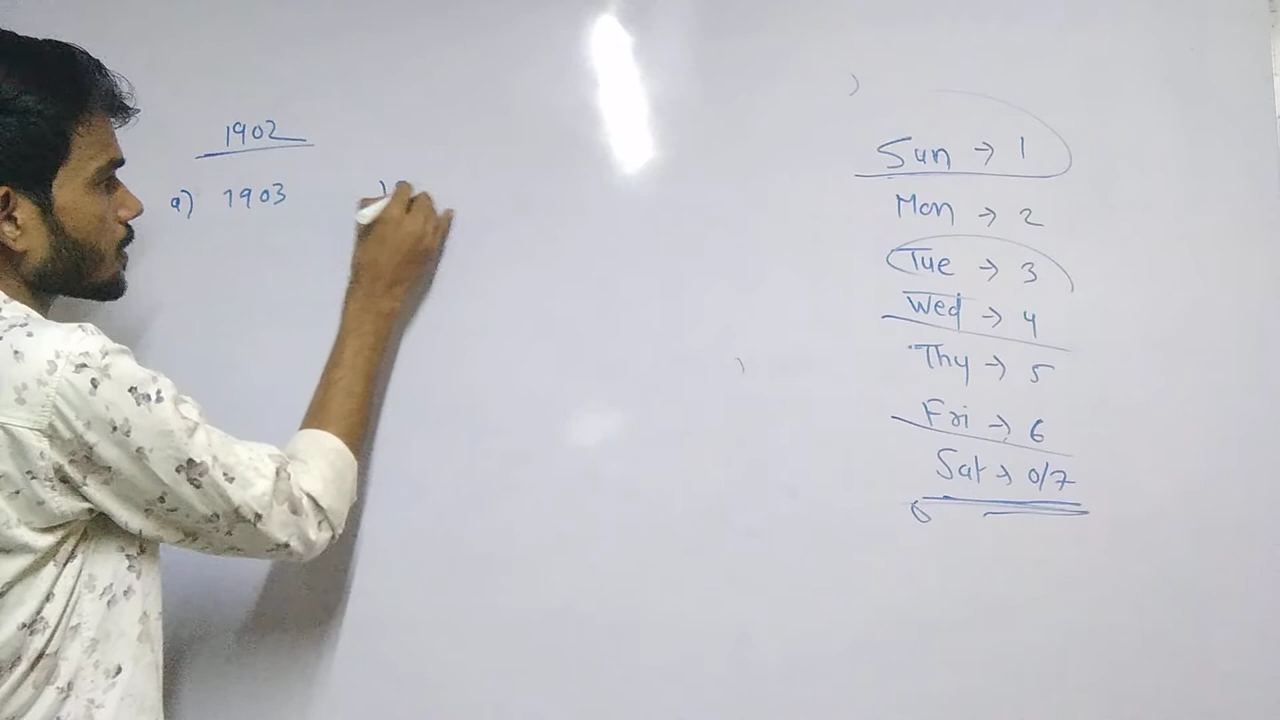 1902
a) 1903
Sun → 1
Mon → 2
Tue → 3
Wed → 4
Thy → 5
Fri → 6
Sat → 0/7